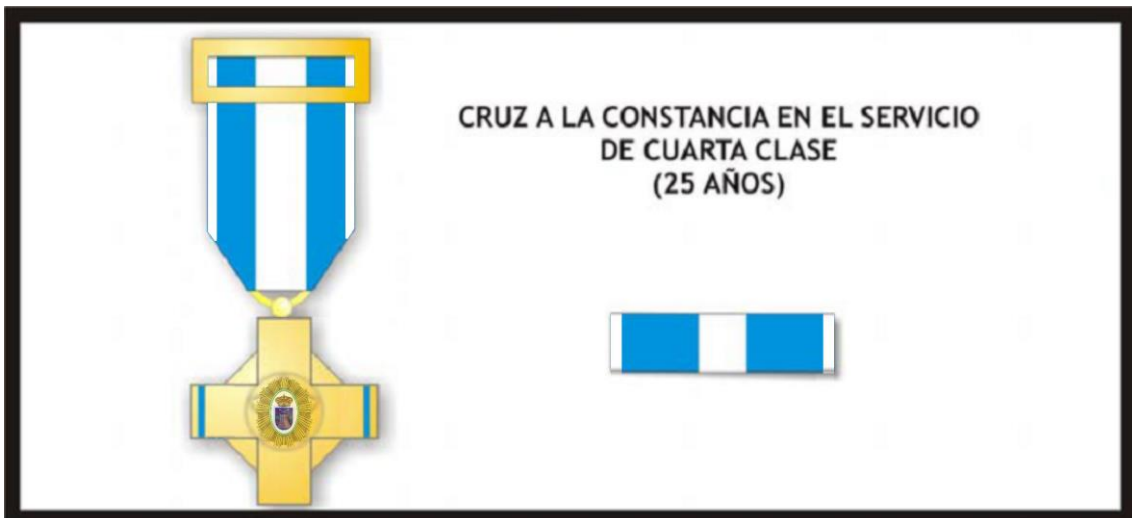 CRUZ A LA CONSTANCIA EN EL SERVICIO
DE CUARTA CLASE
(25 AÑOS)